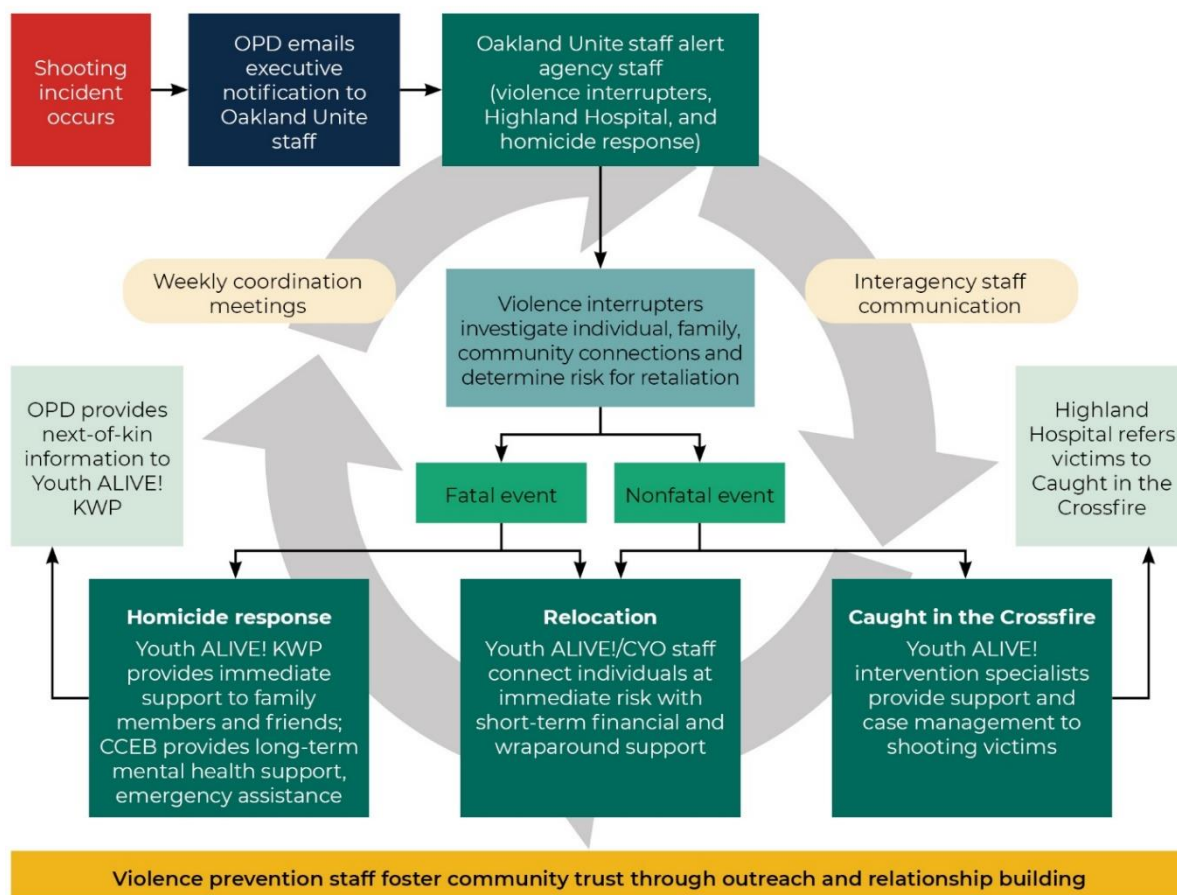 Shooting
incident
occurs
OPD emails
executive
notification to
Oakland Unite
staff
Oakland Unite staff alert
agency staff
(violence interrupters,
Highland Hospital, and
homicide response)
Weekly coordination
meetings
Interagency staff
communication
Violence interrupters
investigate individual, family,
community connections and
determine risk for retaliation
OPD provides
next-of-kin
information to
Youth ALIVE!
KWP
Highland
Hospital refers
victims to
Caught in the
Crossfire
Fatal event
Nonfatal event
Homicide response
Youth ALIVE! KWP
provides immediate
support to family
members and friends;
CCEB provides long-term
mental health support,
emergency assistance
Relocation
Youth ALIVE!/CYO staff
connect individuals at
immediate risk with
short-term financial and
wraparound support
Caught in the Crossfire
Youth ALIVE!
intervention specialists
provide support and
case management to
shooting victims
Violence prevention staff foster community trust through outreach and relationship building